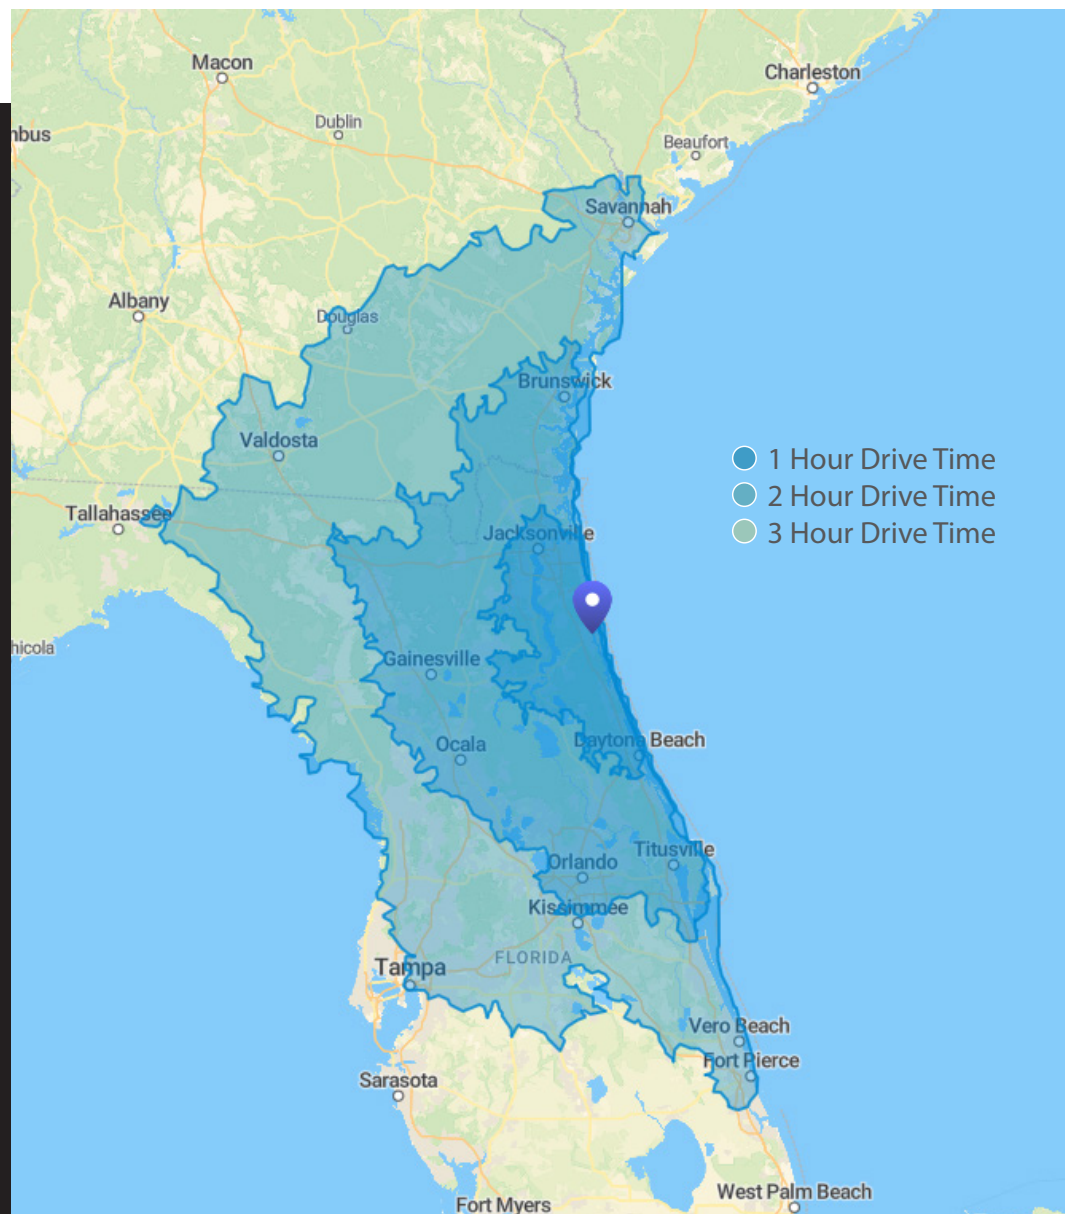 Macon
Charleston
Dublin
nbus
Beaufort
Savannah
Albany
Douglas
Brunswick
Valdosta
1 Hour Drive Time
2 Hour Drive Time
Tallahassee
3 Hour Drive Time
Jacksonville
hicola
Gainesville
Daytona Beach
Ocala
Titusville
Orlando
Kissimmee
FLORIDA
Tampa
Vero Beach
Fort Pierce
Sarasota
West Palm Beach
Fort Myers